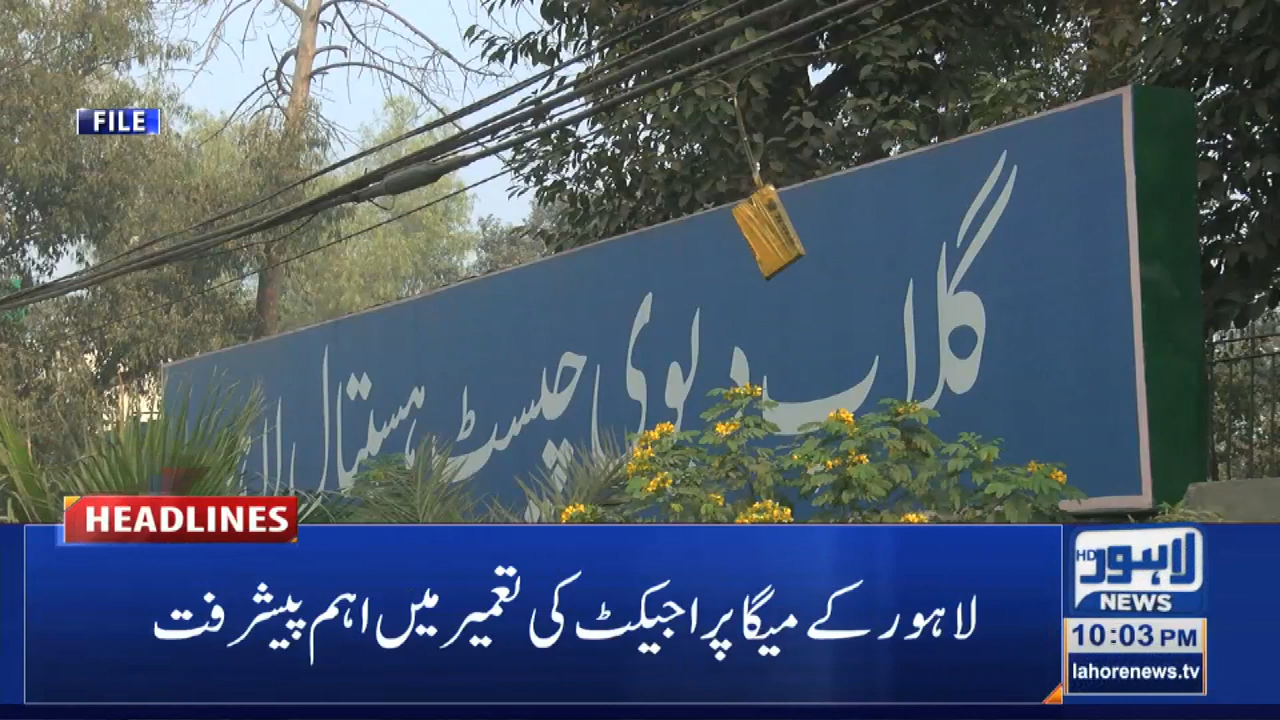 FILE
گلاب دیوی چیسٹ ہسپتال
HEADLINES
لاہور کے میگا پراجیکٹ کی تعمیر میں اہم پیشرفت
HD لاہور
NEWS
10:03 PM
lahorenews.tv